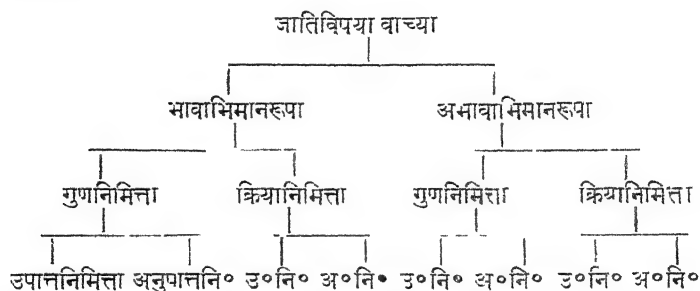 जातिविषया वाच्या
भावाभिमानरूपा अभावाभिमानरूपा
गुणनिमित्ता क्रियानिमित्ता गुणनिमित्ता क्रियानिमित्ता
उपात्तनिमित्ता अनुपात्तनि० उ०नि० अ०नि० उ०नि० अ०नि० उ०नि० अ०नि०